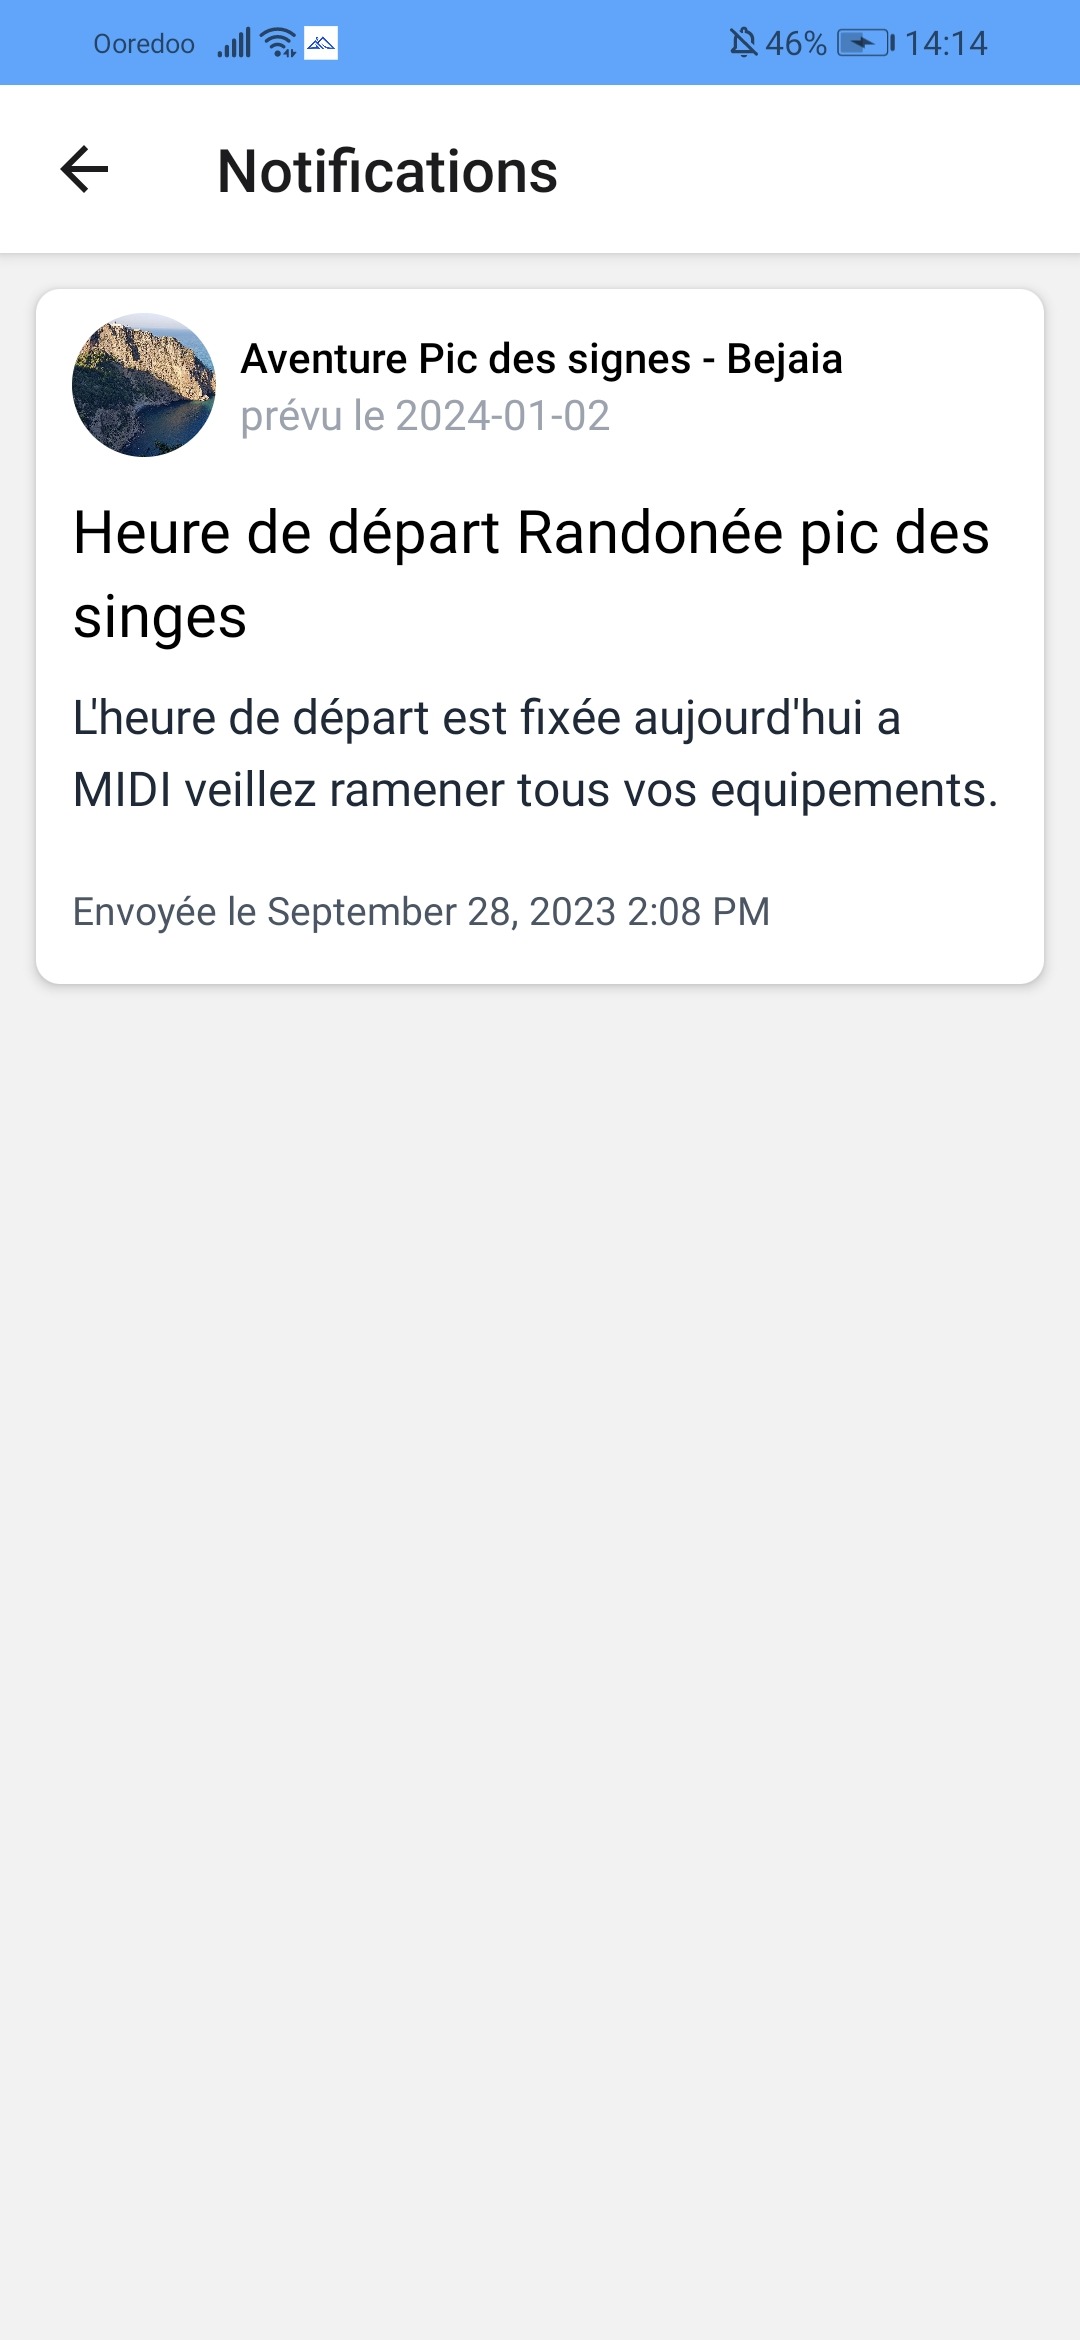 Ooredoo 46% 14:14
Notifications
Aventure Pic des signes - Bejaia
prévu le 2024-01-02
Heure de départ Randonée pic des
singes
L'heure de départ est fixée aujourd'hui a
MIDI veillez ramener tous vos equipements.
Envoyée le September 28, 2023 2:08 PM